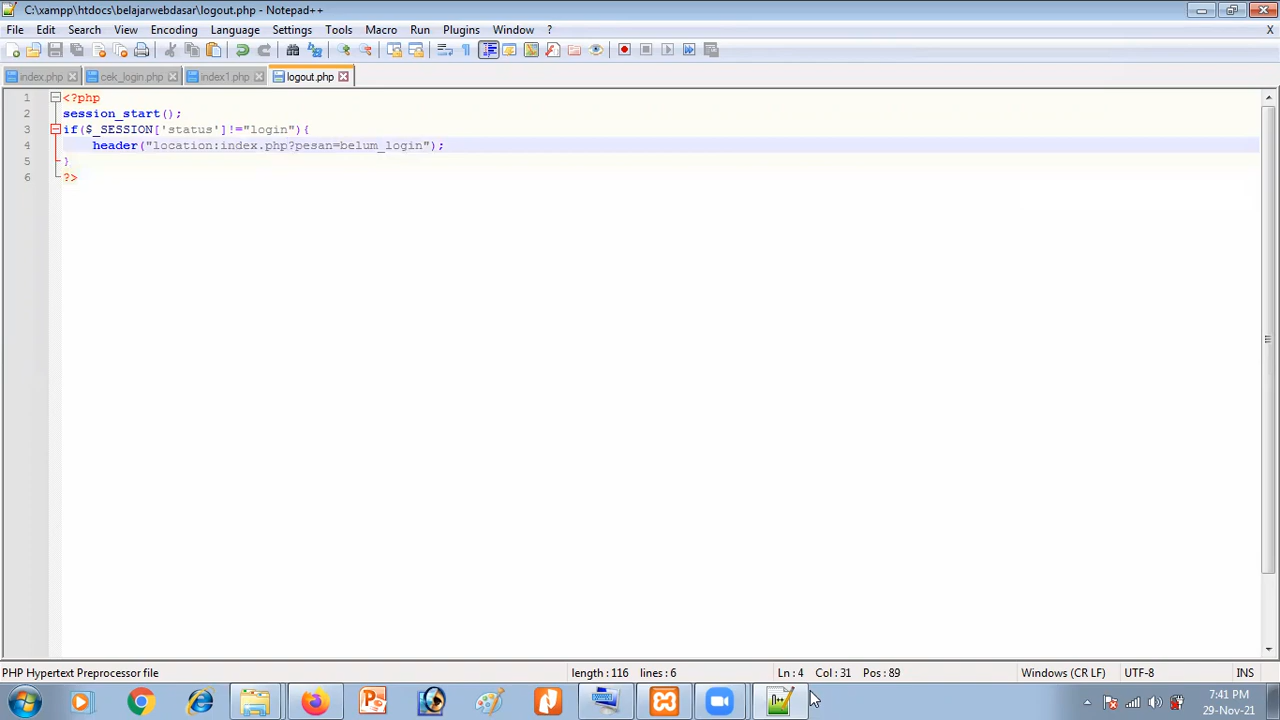 C:\xampp\htdocs\belajarwebdasar\logout.php - Notepad++
File Edit Search View Encoding Language Settings Tools Macro Run Plugins Window ? X
index.php cek_login.php index1.php logout.php
1 <?php
2 session_start();
3 if($_SESSION['status']!="login"){
4 header("location:index.php?pesan=belum_login");
5 }
6 ?>
PHP Hypertext Preprocessor file length : 116 lines : 6 Ln : 4 Col : 31 Pos : 89 Windows (CR LF) UTF-8 INS
7:41 PM
29-Nov-21